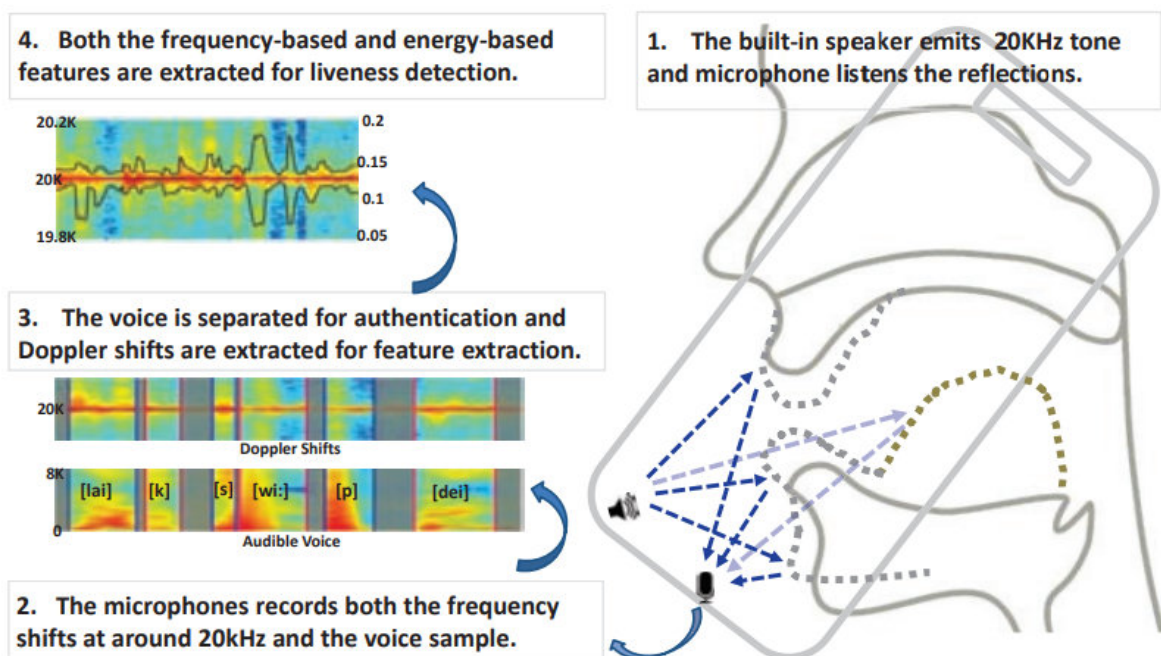 4. Both the frequency-based and energy-based
features are extracted for liveness detection.
20.2K
20K
19.8K
0.2
0.15
0.1
0.05
3. The voice is separated for authentication and
Doppler shifts are extracted for feature extraction.
20K
Doppler Shifts
8K
0
[lai] [k] [s] [wi:] [p] [dei]
Audible Voice
2. The microphones records both the frequency
shifts at around 20kHz and the voice sample.
1. The built-in speaker emits 20KHz tone
and microphone listens the reflections.